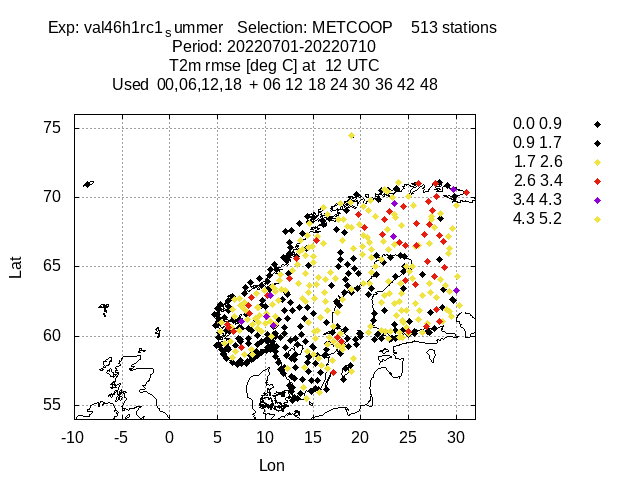 Exp: val46h1rc1summer Selection: METCOOP 513 stations
Period: 20220701-20220710
T2m rmse [deg C] at 12 UTC
Used 00,06,12,18 + 06 12 18 24 30 36 42 48
0.0 0.9
0.9 1.7
1.7 2.6
2.6 3.4
3.4 4.3
4.3 5.2
75
70
65
60
55
Lat
-10 -5 0 5 10 15 20 25 30
Lon